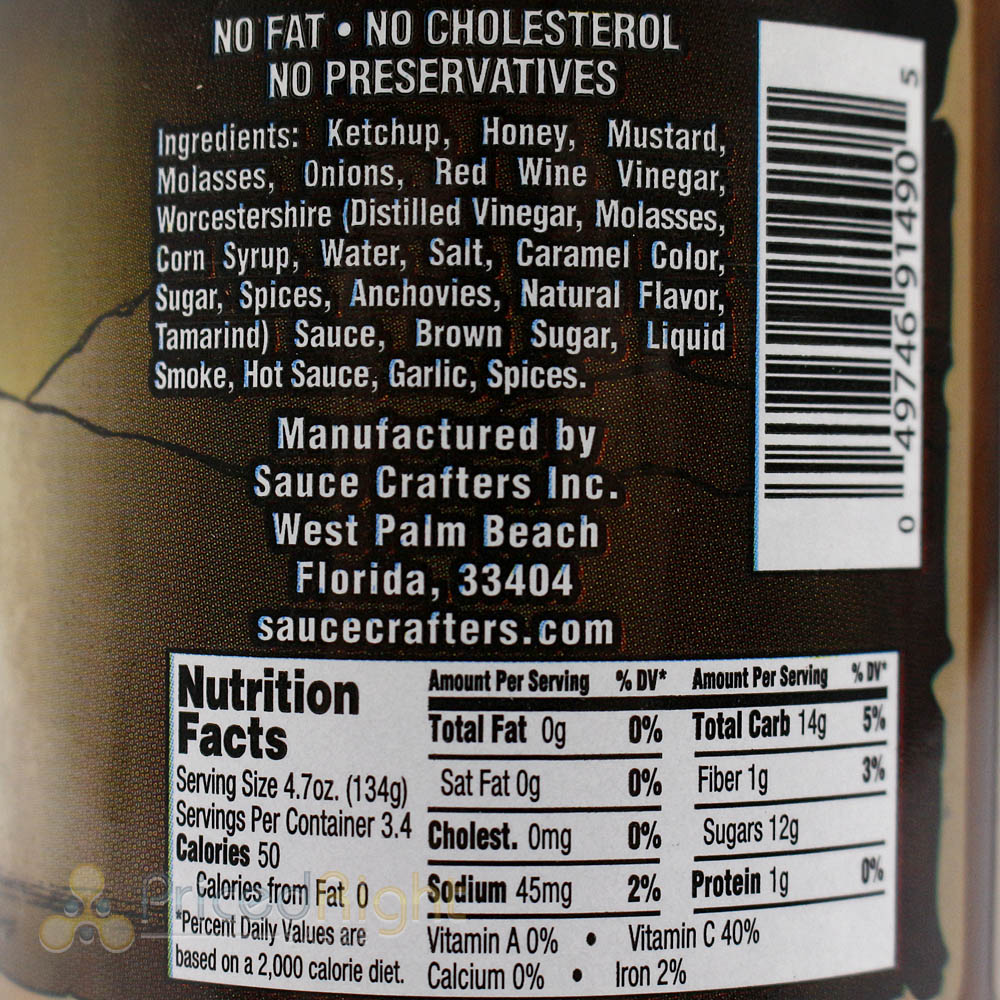 NO FAT • NO CHOLESTEROL
NO PRESERVATIVES
Ingredients: Ketchup, Honey, Mustard,
Molasses, Onions, Red Wine Vinegar,
Worcestershire (Distilled Vinegar, Molasses,
Corn Syrup, Water, Salt, Caramel Color,
Sugar, Spices, Anchovies, Natural Flavor,
Tamarind) Sauce, Brown Sugar, Liquid
Smoke, Hot Sauce, Garlic, Spices.
Manufactured by
Sauce Crafters Inc.
West Palm Beach
Florida, 33404
saucecrafters.com
0 49746 91490 5
Nutrition
Facts
Serving Size 4.7oz. (134g)
Servings Per Container 3.4
Calories 50
Calories from Fat 0
*Percent Daily Values are
based on a 2,000 calorie diet.
Amount Per Serving % DV*
Total Fat 0g 0%
Sat Fat 0g 0%
Cholest. 0mg 0%
Sodium 45mg 2%
Amount Per Serving % DV*
Total Carb 14g 5%
Fiber 1g 3%
Sugars 12g
Protein 1g 0%
Vitamin A 0% • Vitamin C 40%
Calcium 0% • Iron 2%
PricedRight